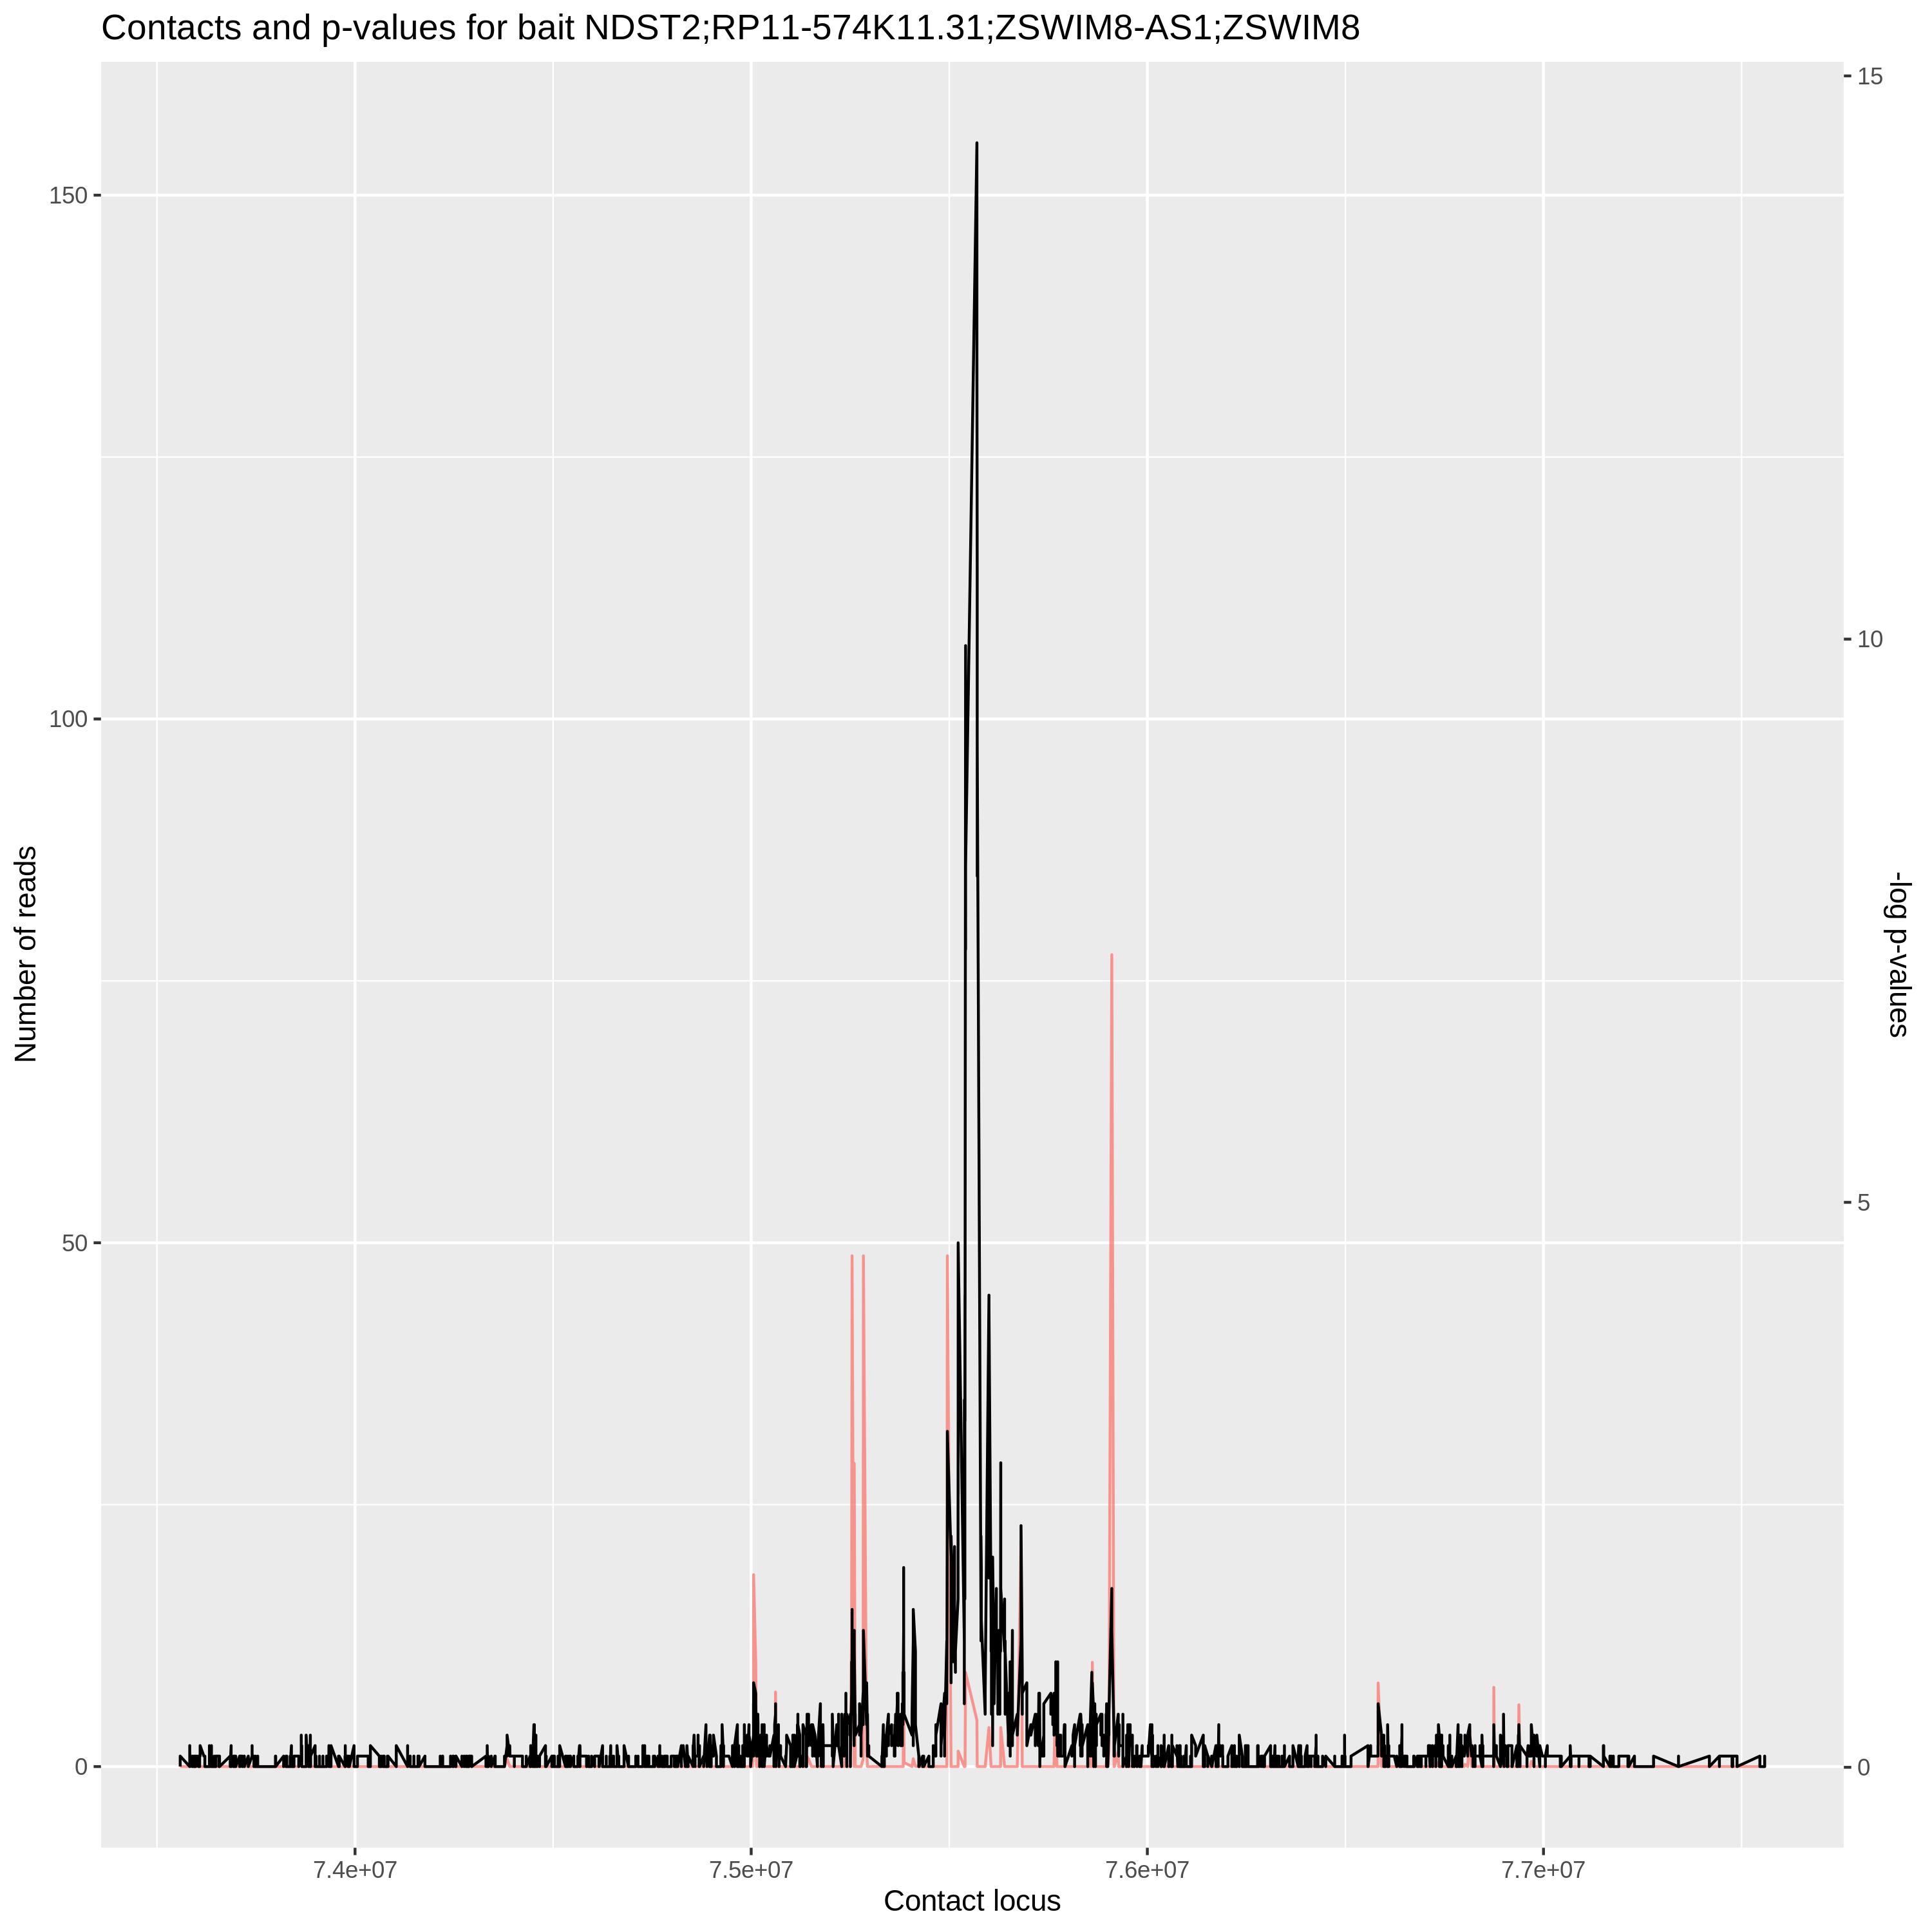 Contacts and p-values for bait NDST2;RP11-574K11.31;ZSWIM8-AS1;ZSWIM8
150
100
50
0
Number of reads
15
10
5
0
-log p-values
7.4e+07
7.5e+07
7.6e+07
7.7e+07
Contact locus